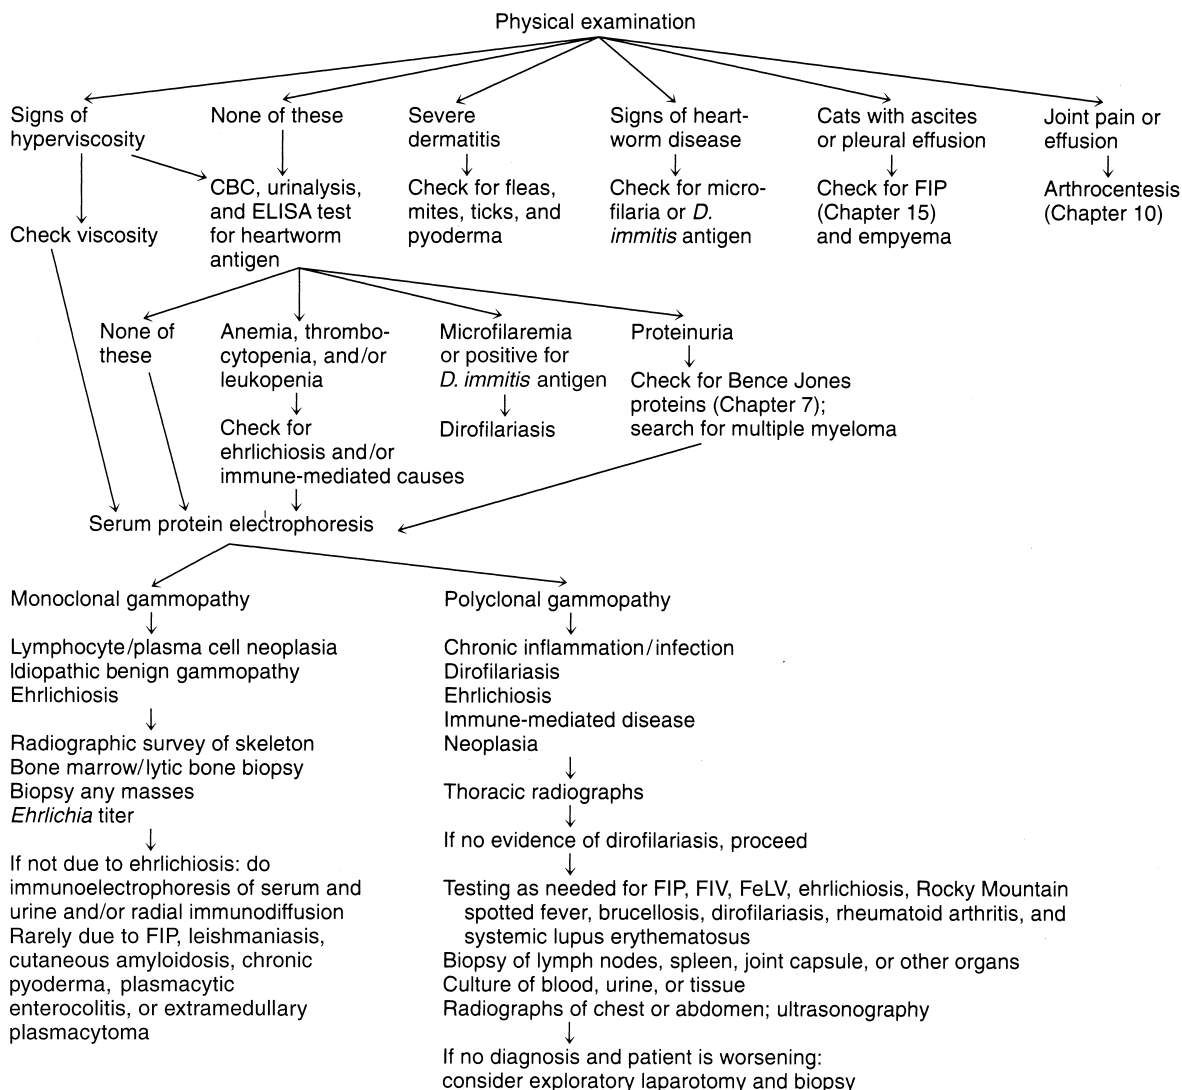 Physical examination
Signs of
hyperviscosity
None of these
Severe
dermatitis
Signs of heart-
worm disease
Cats with ascites
or pleural effusion
Joint pain or
effusion
Check viscosity
CBC, urinalysis,
and ELISA test
for heartworm
antigen
Check for fleas,
mites, ticks, and
pyoderma
Check for micro-
filaria or D.
immitis antigen
Check for FIP
(Chapter 15)
and empyema
Arthrocentesis
(Chapter 10)
None of
these
Anemia, thrombo-
cytopenia, and/or
leukopenia
Check for
ehrlichiosis and/or
immune-mediated causes
Microfilaremia
or positive for
D. immitis antigen
Dirofilariasis
Proteinuria
Check for Bence Jones
proteins (Chapter 7);
search for multiple myeloma
Serum protein electrophoresis
Monoclonal gammopathy
Lymphocyte/plasma cell neoplasia
Idiopathic benign gammopathy
Ehrlichiosis
Radiographic survey of skeleton
Bone marrow/lytic bone biopsy
Biopsy any masses
Ehrlichia titer
If not due to ehrlichiosis: do
immunoelectrophoresis of serum and
urine and/or radial immunodiffusion
Rarely due to FIP, leishmaniasis,
cutaneous amyloidosis, chronic
pyoderma, plasmacytic
enterocolitis, or extramedullary
plasmacytoma
Polyclonal gammopathy
Chronic inflammation/infection
Dirofilariasis
Ehrlichiosis
Immune-mediated disease
Neoplasia
Thoracic radiographs
If no evidence of dirofilariasis, proceed
Testing as needed for FIP, FIV, FeLV, ehrlichiosis, Rocky Mountain
spotted fever, brucellosis, dirofilariasis, rheumatoid arthritis, and
systemic lupus erythematosus
Biopsy of lymph nodes, spleen, joint capsule, or other organs
Culture of blood, urine, or tissue
Radiographs of chest or abdomen; ultrasonography
If no diagnosis and patient is worsening:
consider exploratory laparotomy and biopsy